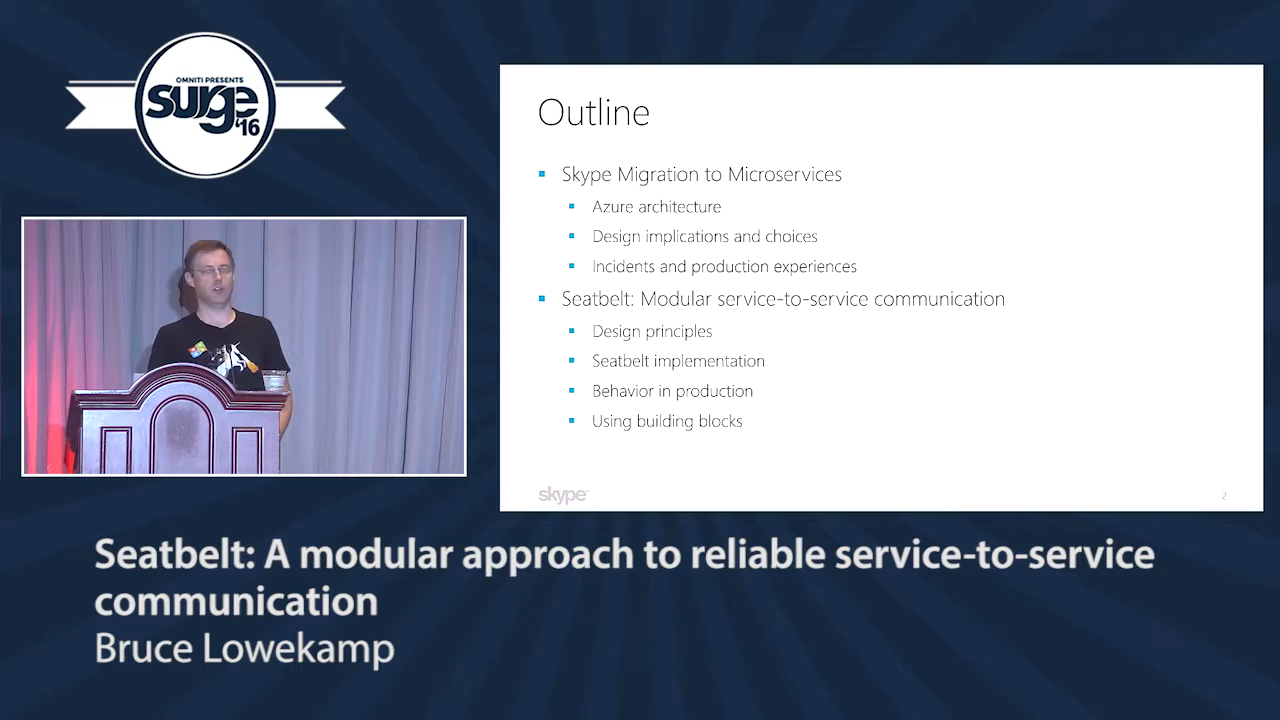 OMNITI PRESENTS
surge
'16
Outline
Skype Migration to Microservices
Azure architecture
Design implications and choices
Incidents and production experiences
Seatbelt: Modular service-to-service communication
Design principles
Seatbelt implementation
Behavior in production
Using building blocks
skype
2
Seatbelt: A modular approach to reliable service-to-service
communication
Bruce Lowekamp